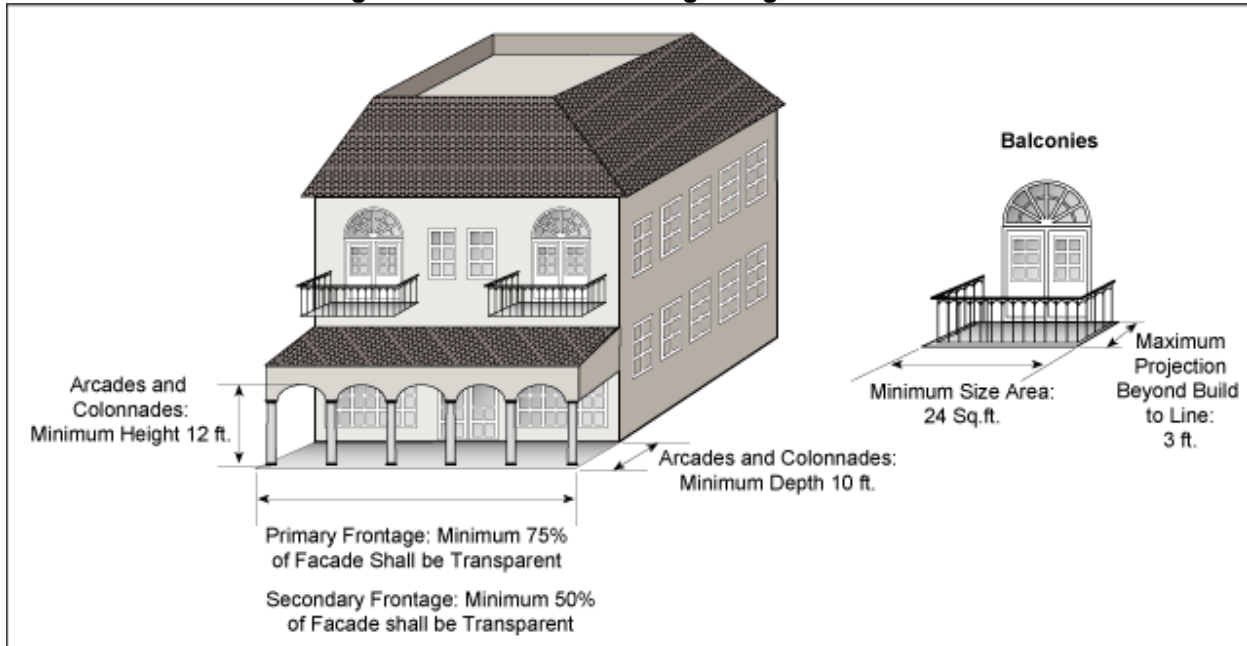 Balconies
Arcades and
Colonnades:
Minimum Height 12 ft.
Arcades and Colonnades:
Minimum Depth 10 ft.
Primary Frontage: Minimum 75%
of Facade Shall be Transparent
Secondary Frontage: Minimum 50%
of Facade shall be Transparent
Minimum Size Area:
24 Sq.ft.
Maximum
Projection
Beyond Build
to Line:
3 ft.